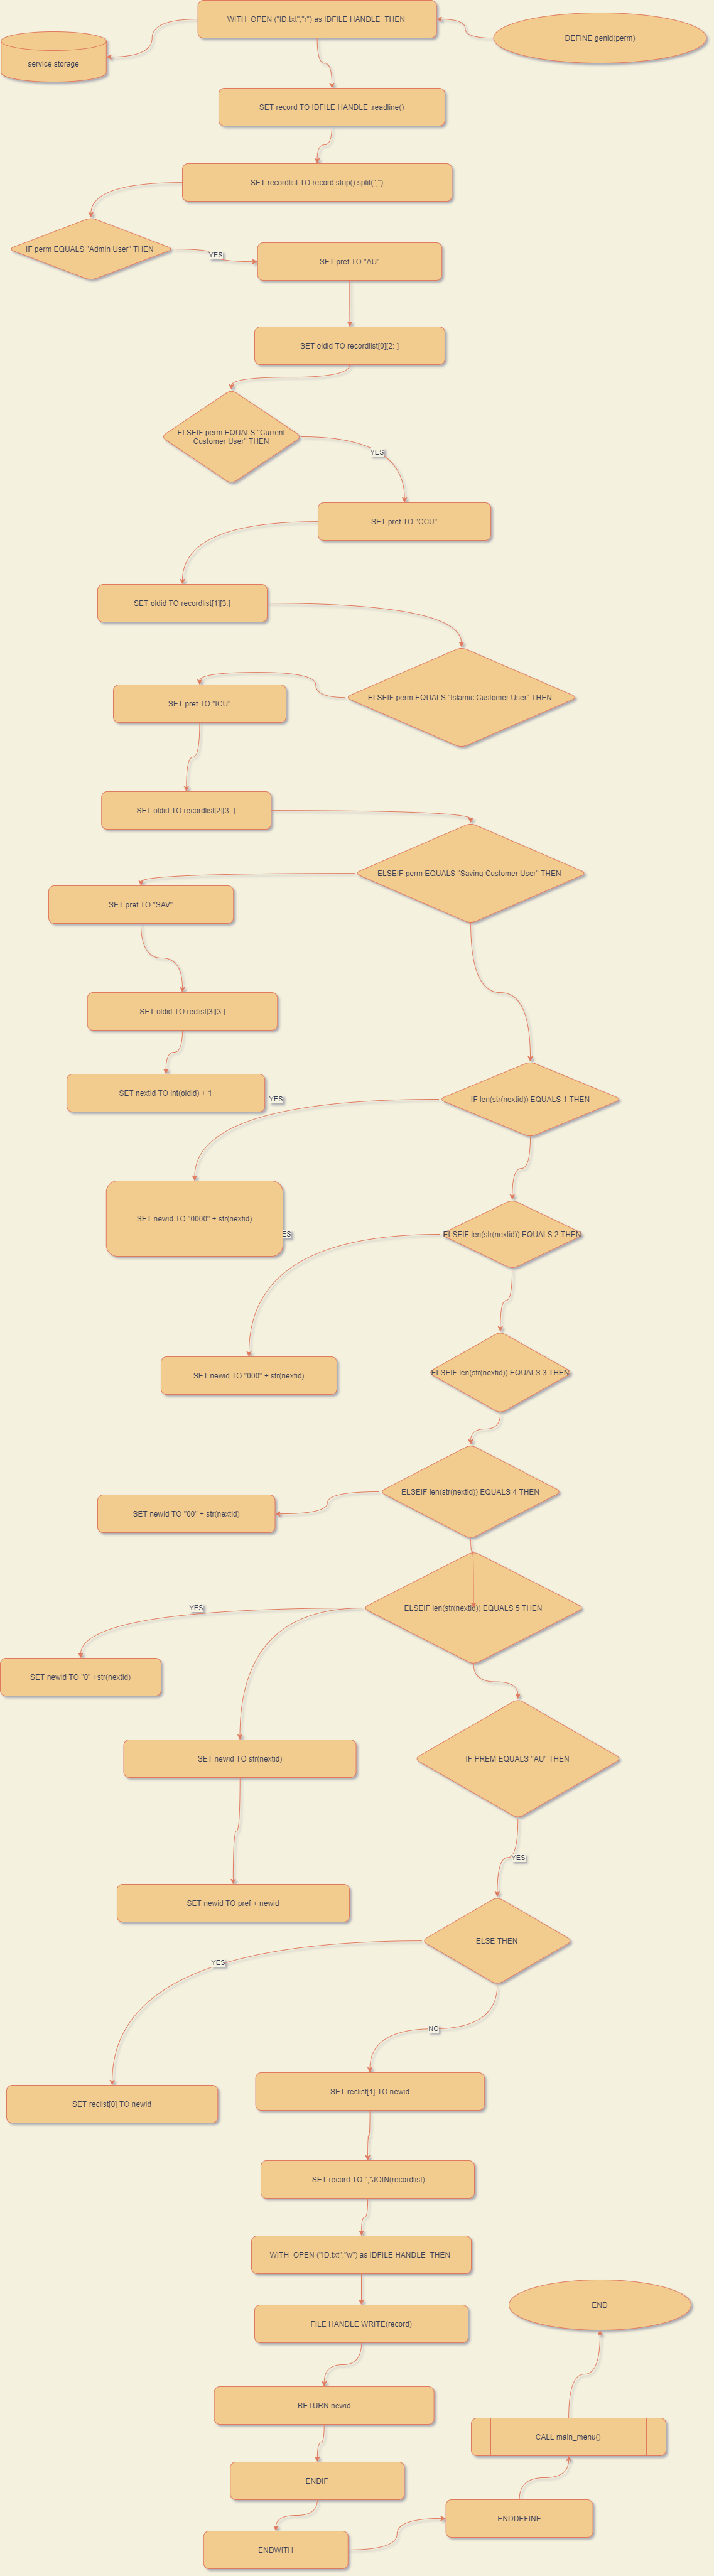 WITH  OPEN ("ID.txt","r") as IDFILE HANDLE  THEN
DEFINE genid(perm)
service storage
SET record TO IDFILE HANDLE .readline()
SET recordlist TO record.strip().split(";")
IF perm EQUALS "Admin User" THEN
YES
SET pref TO "AU"
SET oldid TO recordlist[0][2: ]
ELSEIF perm EQUALS "Current
Customer User" THEN
YES
SET pref TO "CCU"
SET oldid TO recordlist[1][3:]
ELSEIF perm EQUALS "Islamic Customer User" THEN
SET pref TO "ICU"
SET oldid TO recordlist[2][3: ]
ELSEIF perm EQUALS "Saving Customer User" THEN
SET pref TO "SAV"
SET oldid TO reclist[3][3:]
SET nextid TO int(oldid) + 1
YES
IF len(str(nextid)) EQUALS 1 THEN
SET newid TO "0000" + str(nextid)
ES
ELSEIF len(str(nextid)) EQUALS 2 THEN
SET newid TO "000" + str(nextid)
ELSEIF len(str(nextid)) EQUALS 3 THEN
ELSEIF len(str(nextid)) EQUALS 4 THEN
SET newid TO "00" + str(nextid)
YES
ELSEIF len(str(nextid)) EQUALS 5 THEN
SET newid TO "0" +str(nextid)
SET newid TO str(nextid)
IF PREM EQUALS "AU" THEN
YES
SET newid TO pref + newid
ELSE THEN
YES
NO
SET reclist[1] TO newid
SET reclist[0] TO newid
SET record TO ";"JOIN(recordlist)
WITH  OPEN ("ID.txt","w") as IDFILE HANDLE  THEN
END
FILE HANDLE WRITE(record)
RETURN newid
CALL main_menu()
ENDIF
ENDDEFINE
ENDWITH